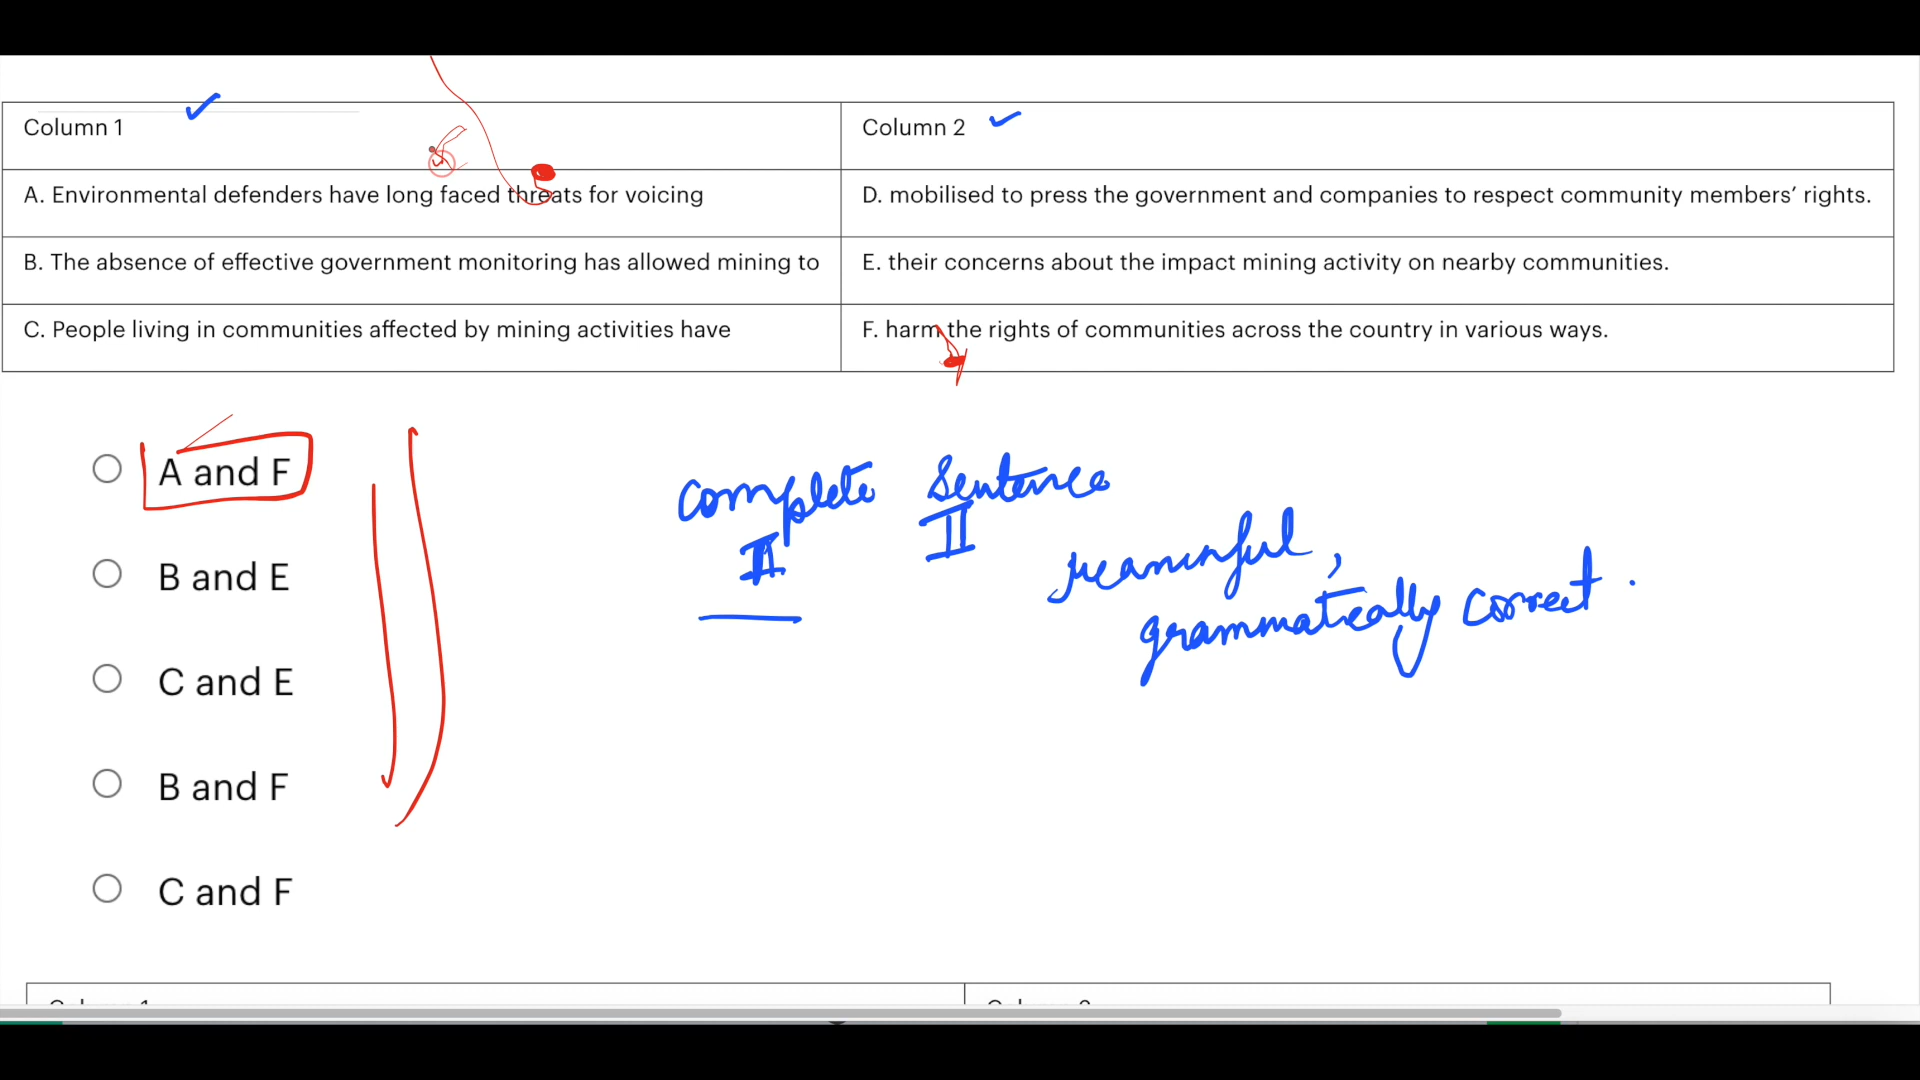 Column 1
Column 2
A. Environmental defenders have long faced threats for voicing
D. mobilised to press the government and companies to respect community members’ rights.
B. The absence of effective government monitoring has allowed mining to
E. their concerns about the impact mining activity on nearby communities.
C. People living in communities affected by mining activities have
F. harm the rights of communities across the country in various ways.
A and F
B and E
C and E
B and F
C and F
complete Sentence
meaninful,
grammatically correct.